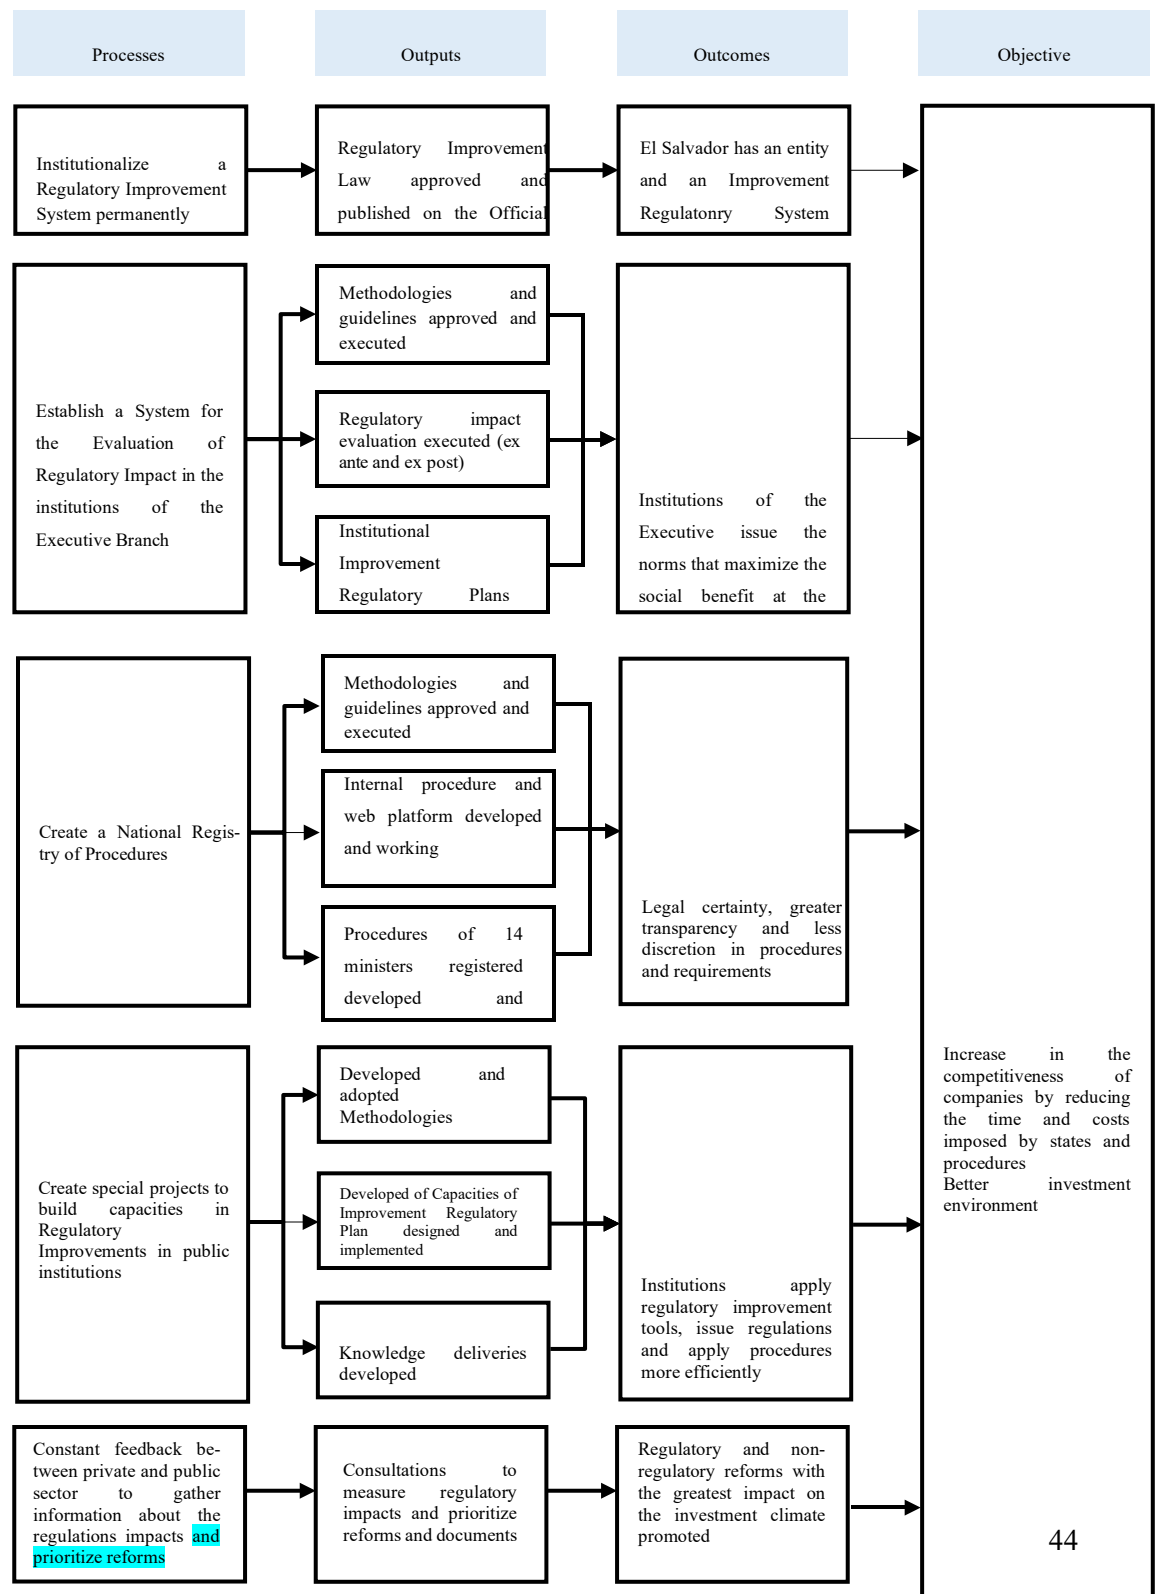 Processes
Outputs
Outcomes
Objective
Institutionalize a
Regulatory Improvement
System permanently
Regulatory Improvement
Law approved and
published on the Official
El Salvador has an entity
and an Improvement
Regulatonry System
Establish a System for
the Evaluation of
Regulatory Impact in the
institutions of the
Executive Branch
Methodologies and
guidelines approved and
executed
Regulatory impact
evaluation executed (ex
ante and ex post)
Institutional
Improvement
Regulatory Plans
Institutions of the
Executive issue the
norms that maximize the
social benefit at the
Create a National Regis-
try of Procedures
Methodologies and
guidelines approved and
executed
Internal procedure and
web platform developed
and working
Procedures of 14
ministers registered
developed and
Legal certainty, greater
transparency and less
discretion in procedures
and requirements
Create special projects to
build capacities in
Regulatory
Improvements in public
institutions
Developed and
adopted
Methodologies
Developed of Capacities of
Improvement Regulatory
Plan designed and
implemented
Knowledge deliveries
developed
Institutions apply
regulatory improvement
tools, issue regulations
and apply procedures
more efficiently
Constant feedback be-
tween private and public
sector to gather
information about the
regulations impacts and
prioritize reforms
Consultations to
measure regulatory
impacts and prioritize
reforms and documents
Regulatory and non-
regulatory reforms with
the greatest impact on
the investment climate
promoted
Increase in the
competitiveness of
companies by reducing
the time and costs
imposed by states and
procedures
Better investment
environment
44